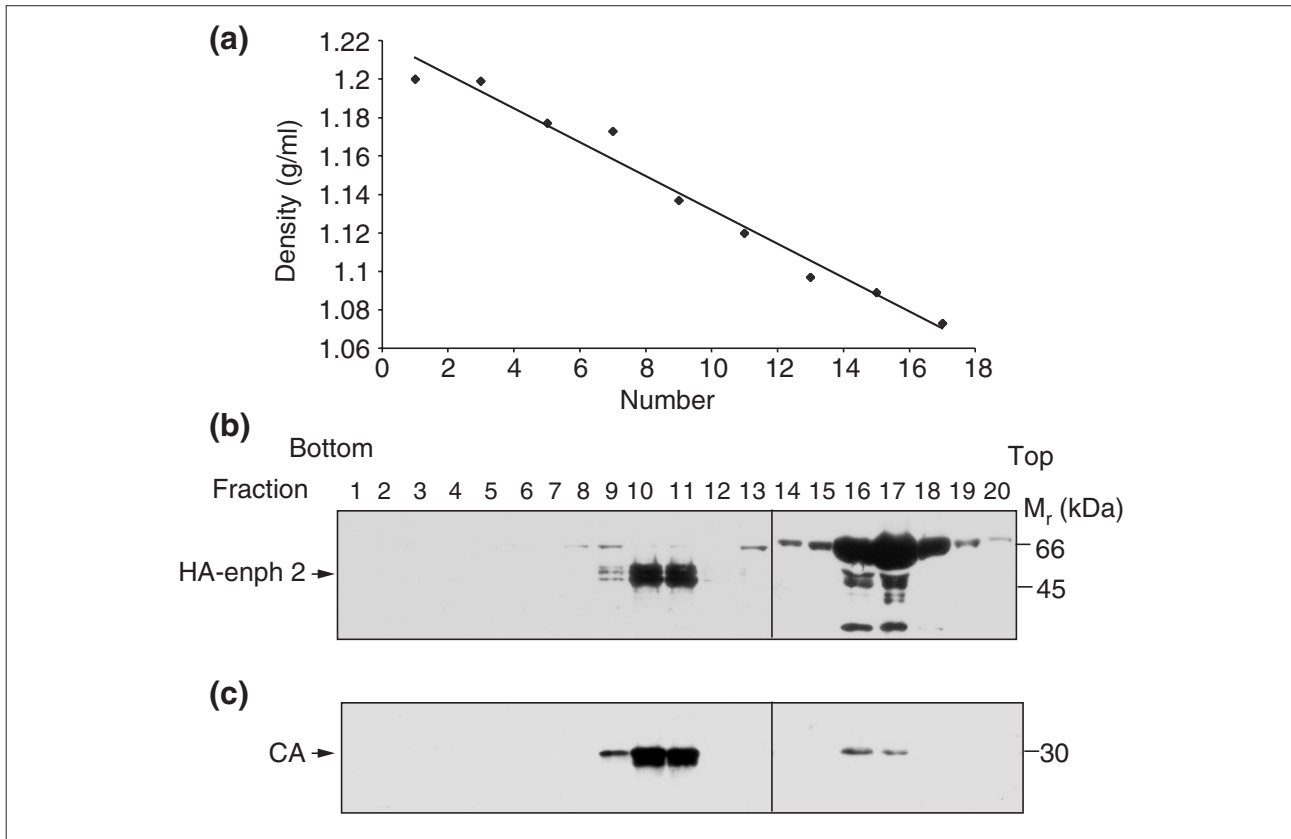 (a)
1.22
1.2
1.18
1.16
1.14
1.12
1.1
1.08
1.06
Density (g/ml)
0 2 4 6 8 10 12 14 16 18
Number
(b)
Bottom Top
Fraction 1 2 3 4 5 6 7 8 9 10 11 12 13 14 15 16 17 18 19 20
Mr (kDa)
66
HA-enph 2
45
(c)
CA 30